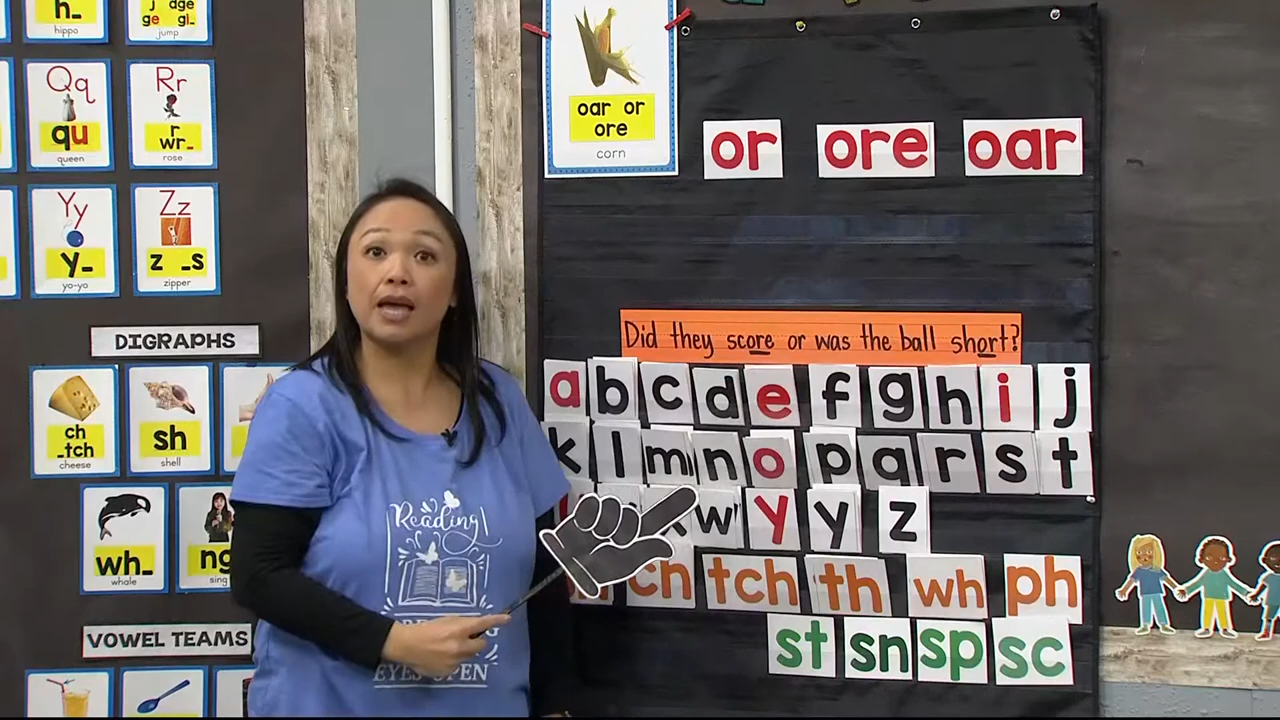 h_
hippo
j dge
ge gi_
jump
Qq
qu
queen
Rr
r
wr_
rose
Yy
y_
yo-yo
Zz
z _s
zipper
DIGRAPHS
ch
_tch
cheese
sh
shell
wh_
whale
ng
sing
VOWEL TEAMS
oar or
ore
corn
or ore oar
Did they score or was the ball short?
a b c d e f g h i j
k l m n o p q r s t
w y y z
ch tch th wh ph
st sn sp sc
Reading
EYES OPEN